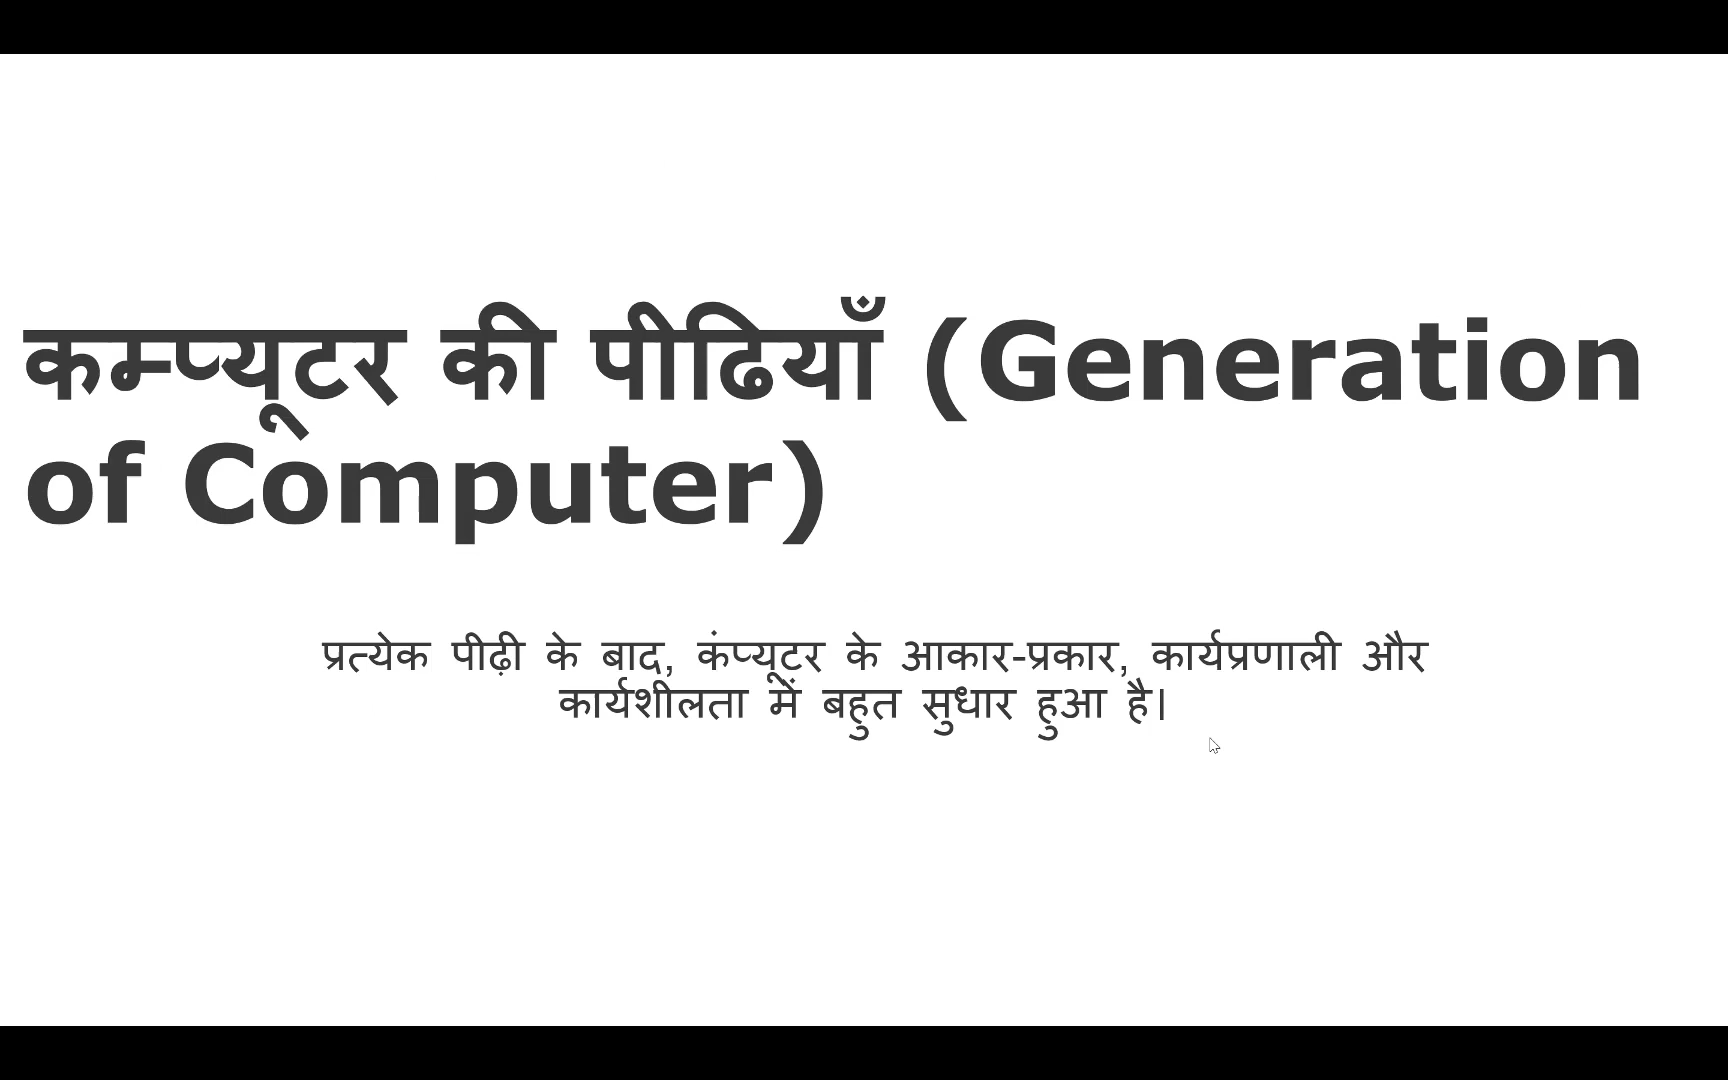 कम्प्यूटर की पीढियाँ (Generation
of Computer)
प्रत्येक पीढ़ी के बाद, कंप्यूटर के आकार-प्रकार, कार्यप्रणाली और
कार्यशीलता में बहुत सुधार हुआ है।